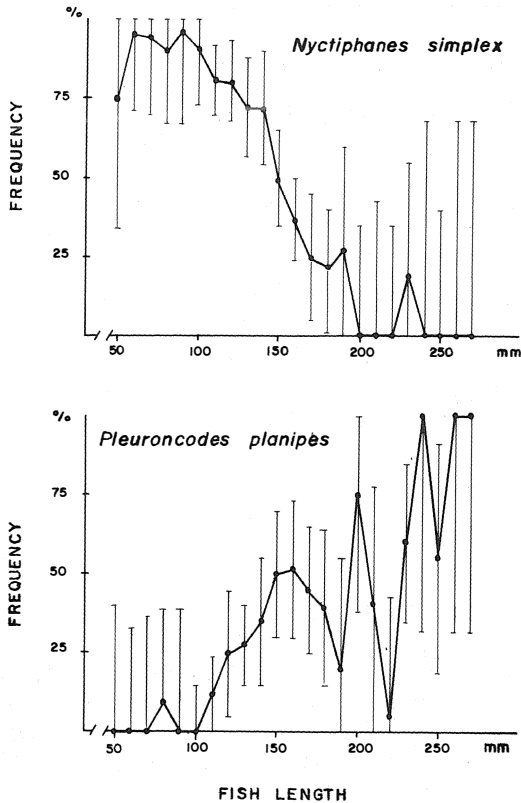 %
Nyctiphanes simplex
75
FREQUENCY
50
25
50 100 150 200 250 mm
%
Pleuroncodes planipes
75
FREQUENCY
50
25
50 100 150 200 250 mm
FISH LENGTH